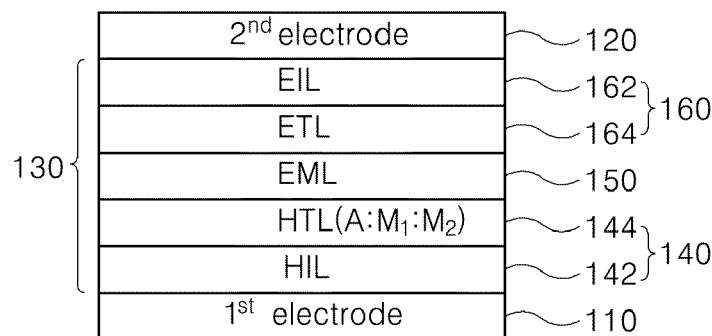 2nd electrode 120
EIL 162
160
ETL 164
130
EML 150
HTL(A:M1:M2) 144
140
HIL 142
1st electrode 110